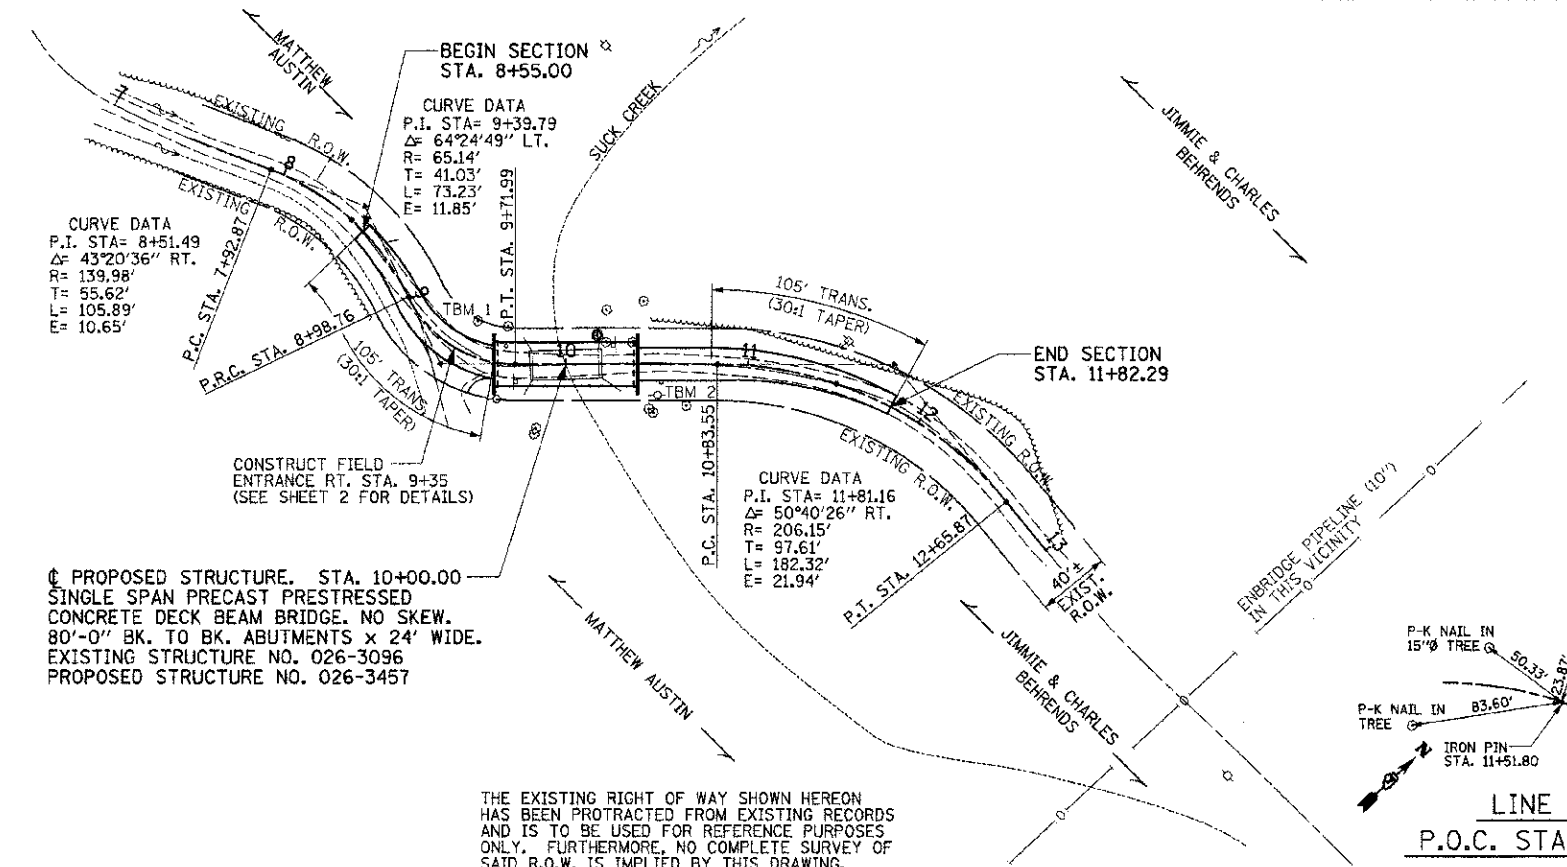 MATTHEW
AUSTIN
BEGIN SECTION
STA. 8+55.00
CURVE DATA
P.I. STA= 9+39.79
Δ= 64°24'49" LT.
R= 65.14'
T= 41.03'
L= 73.23'
E= 11.85'
SUCK CREEK
JIMMIE & CHARLES
BEHRENDS
7
EXISTING
R.O.W.
8
EXISTING
R.O.W.
CURVE DATA
P.I. STA= 8+51.49
Δ= 43°20'36" RT.
R= 139.98'
T= 55.62'
L= 105.89'
E= 10.65'
P.C. STA. 7+92.87
P.R.C. STA. 8+98.76
9
P.T. STA. 9+71.99
TBM 1
105' TRANS.
(30:1
TAPER)
10
105' TRANS.
(30:1 TAPER)
11
END SECTION
STA. 11+82.29
TBM 2
12
EXISTING
R.O.W.
EXISTING
R.O.W.
P.C. STA. 10+83.55
CONSTRUCT FIELD
ENTRANCE RT. STA. 9+35
(SEE SHEET 2 FOR DETAILS)
CURVE DATA
P.I. STA= 11+81.16
Δ= 50°40'26" RT.
R= 206.15'
T= 97.61'
L= 182.32'
E= 21.94'
P.T. STA. 12+65.87
13
40'±
EXIST.
R.O.W.
ENBRIDGE PIPELINE (10")
IN THIS VICINITY
℄ PROPOSED STRUCTURE. STA. 10+00.00
SINGLE SPAN PRECAST PRESTRESSED
CONCRETE DECK BEAM BRIDGE. NO SKEW.
80'-0" BK. TO BK. ABUTMENTS x 24' WIDE.
EXISTING STRUCTURE NO. 026-3096
PROPOSED STRUCTURE NO. 026-3457
MATTHEW AUSTIN
JIMMIE & CHARLES
BEHRENDS
P-K NAIL IN
15"Ø TREE
50.33'
23.87'
P-K NAIL IN
TREE
83.60'
N
IRON PIN
STA. 11+51.80
LINE
P.O.C. STA
THE EXISTING RIGHT OF WAY SHOWN HEREON
HAS BEEN PROTRACTED FROM EXISTING RECORDS
AND IS TO BE USED FOR REFERENCE PURPOSES
ONLY. FURTHERMORE, NO COMPLETE SURVEY OF
SAID R.O.W. IS IMPLIED BY THIS DRAWING.